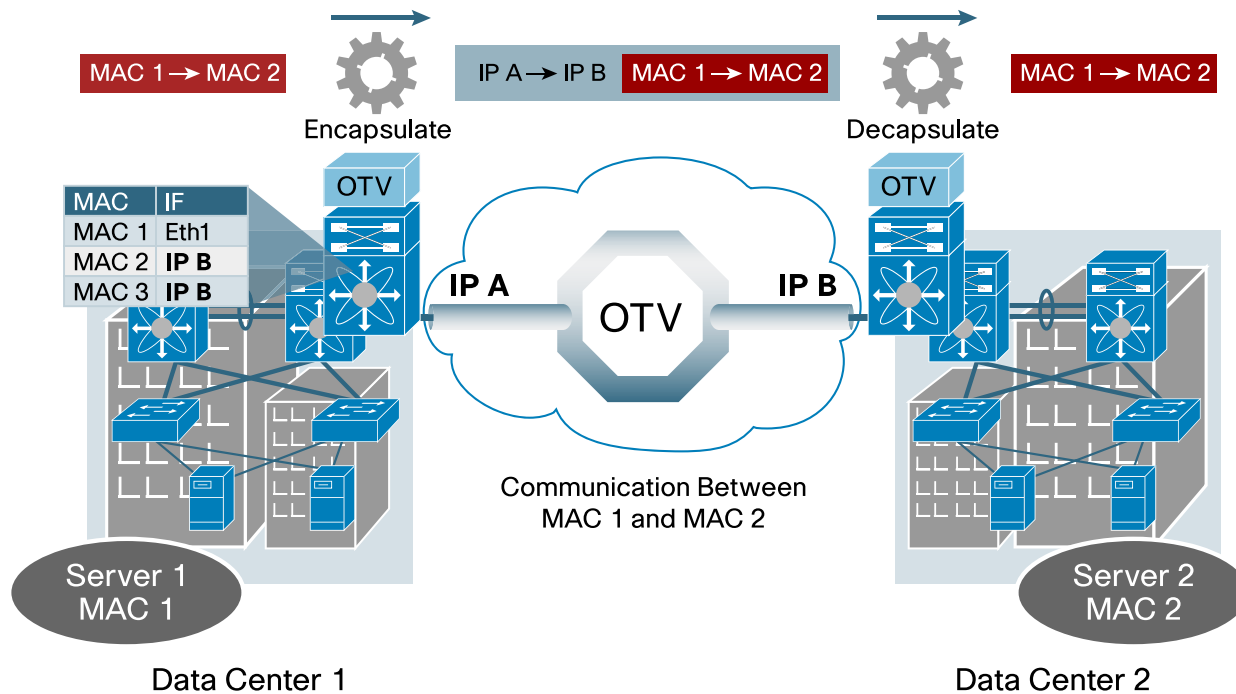 MAC 1 → MAC 2
IP A → IP B MAC 1 → MAC 2
MAC 1 → MAC 2
Encapsulate
Decapsulate
OTV
OTV
MAC IF
MAC 1 Eth1
MAC 2 IP B
MAC 3 IP B
IP A
OTV
IP B
Communication Between
MAC 1 and MAC 2
Server 1
MAC 1
Server 2
MAC 2
Data Center 1
Data Center 2